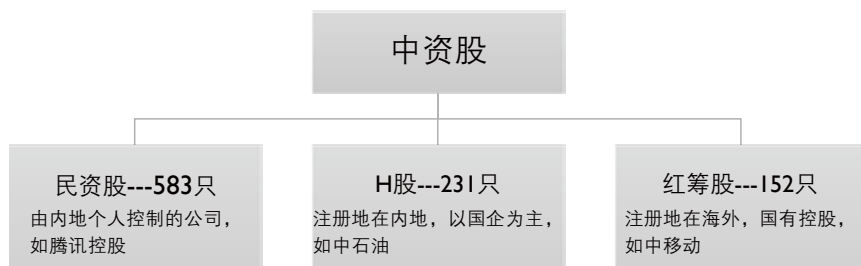 中资股
民资股---583只
由内地个人控制的公司，
如腾讯控股
H股---231只
注册地在内地，以国企为主，
如中石油
红筹股---152只
注册地在海外，国有控股，
如中移动